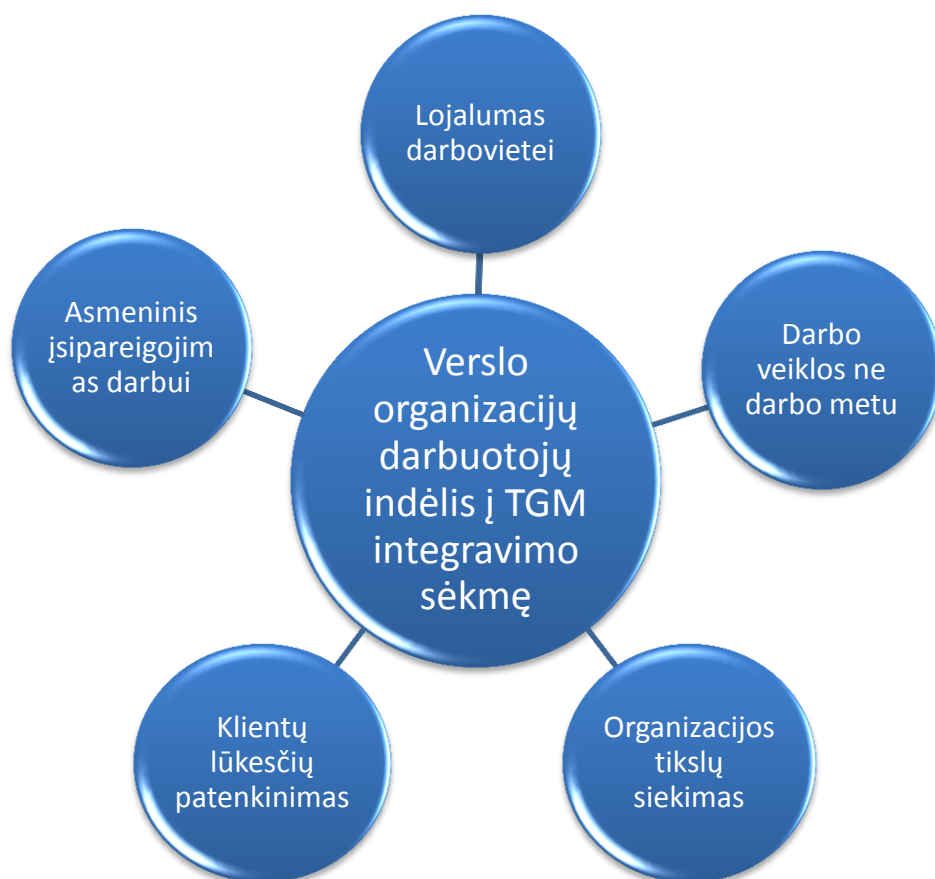 Lojalumas
darbovietei
Asmeninis
įsipareigojim
as darbui
Darbo
veiklos ne
darbo metu
Verslo
organizacijų
darbuotojų
indėlis į TGM
integravimo
sėkmę
Klientų
lūkesčių
patenkinimas
Organizacijos
tikslų
siekimas